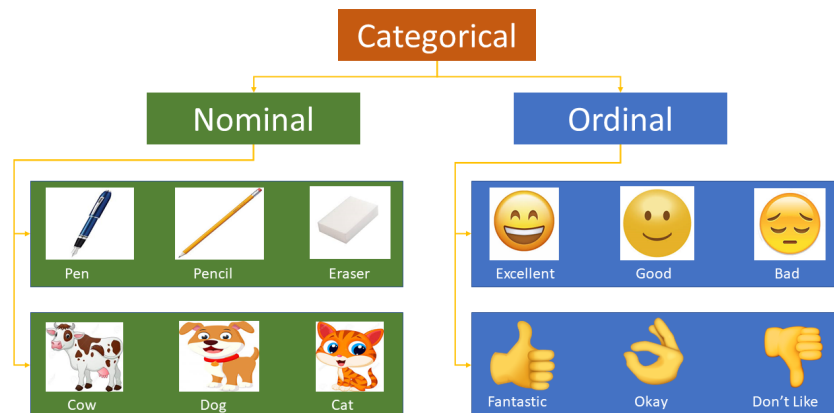 Categorical
Nominal
Ordinal
Pen Pencil Eraser
Excellent Good Bad
Cow Dog Cat
Fantastic Okay Don't Like